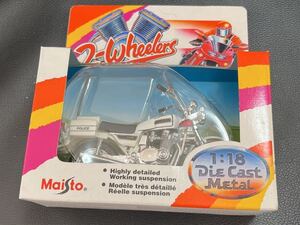 2-Wheelers
POLICE
1:18
Die Cast
Metal
• Highly detailed
Working suspension
• Modèle très détaillé
Réelle suspension
Maisto®